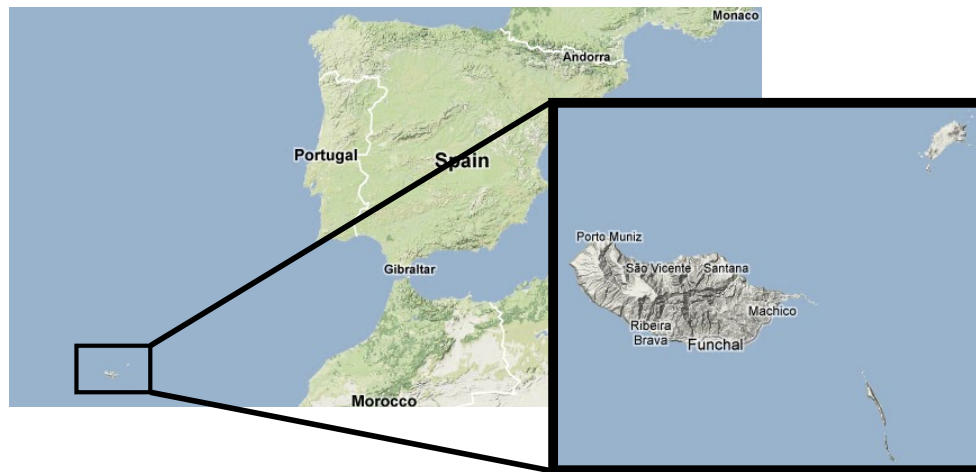 Monaco
Andorra
Portugal
Spain
Gibraltar
Morocco
Porto Muniz
São Vicente
Santana
Machico
Ribeira
Brava
Funchal